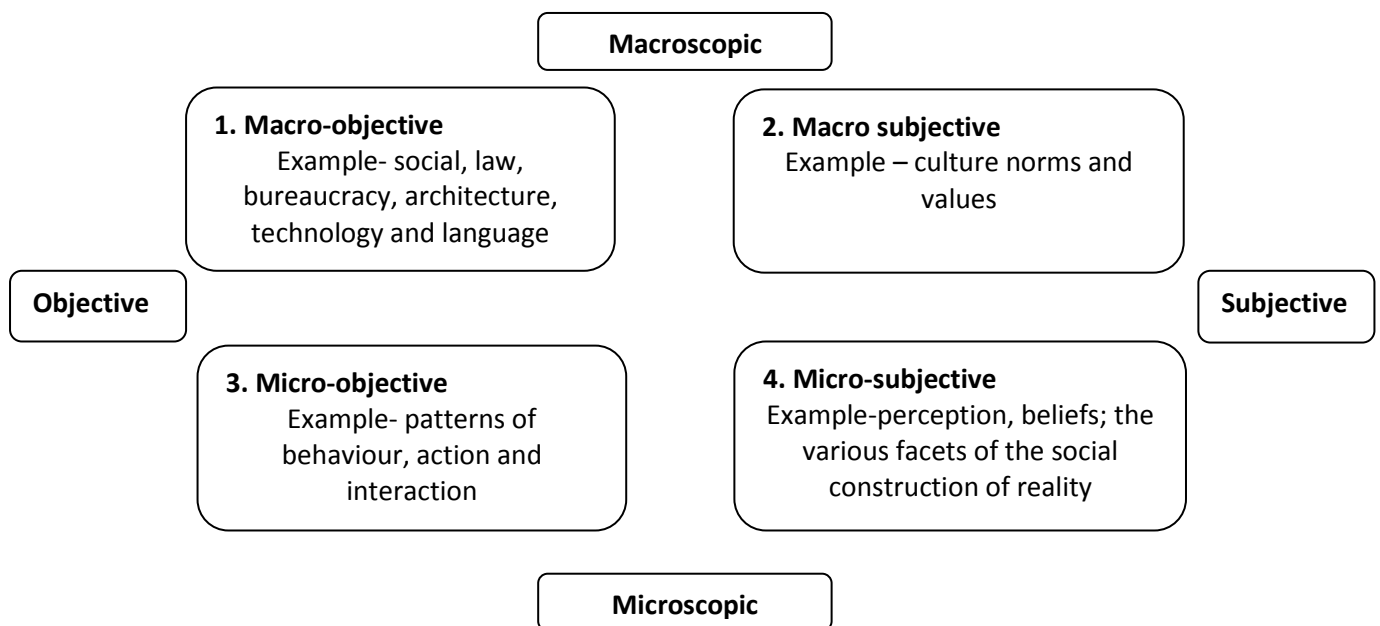 Macroscopic
1. Macro-objective
Example- social, law,
bureaucracy, architecture,
technology and language
2. Macro subjective
Example – culture norms and
values
Objective
Subjective
3. Micro-objective
Example- patterns of
behaviour, action and
interaction
4. Micro-subjective
Example-perception, beliefs; the
various facets of the social
construction of reality
Microscopic